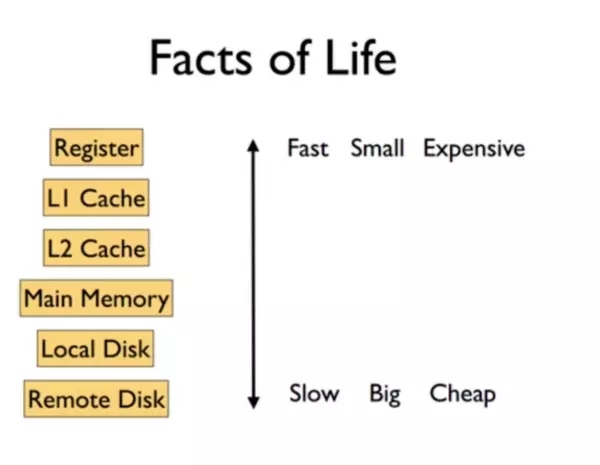 Facts of Life
Register
Fast Small Expensive
L1 Cache
L2 Cache
Main Memory
Local Disk
Remote Disk
Slow Big Cheap